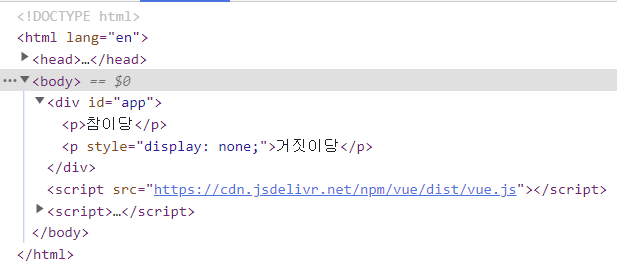 <!DOCTYPE html>
<html lang="en">
<head>…</head>
<body> == $0
<div id="app">
<p>참이당</p>
<p style="display: none;">거짓이당</p>
</div>
<script src="https://cdn.jsdelivr.net/npm/vue/dist/vue.js"></script>
<script>…</script>
</body>
</html>